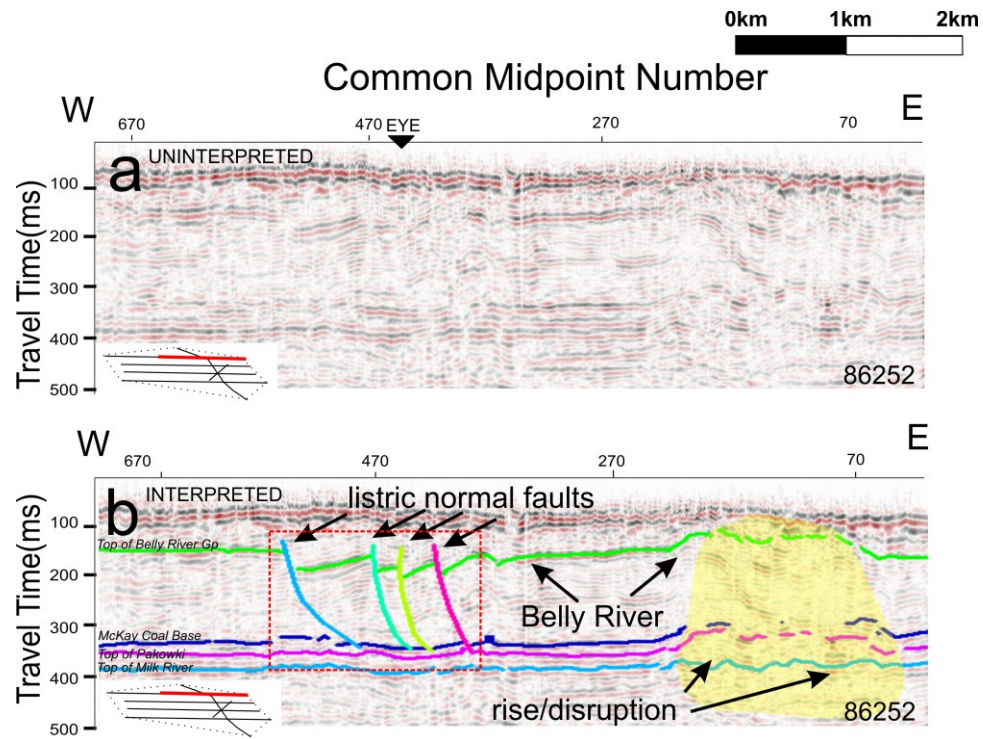 0km 1km 2km
Common Midpoint Number
W E
670 470 EYE 270 70
a UNINTERPRETED
Travel Time(ms)
100
200
300
400
500
86252
W E
670 470 270 70
b INTERPRETED
listric normal faults
Travel Time(ms)
100
Top of Belly River Gp
200
Belly River
300
McKay Coal Base
Top of Pakowki
Top of Milk River
400
rise/disruption
86252
500